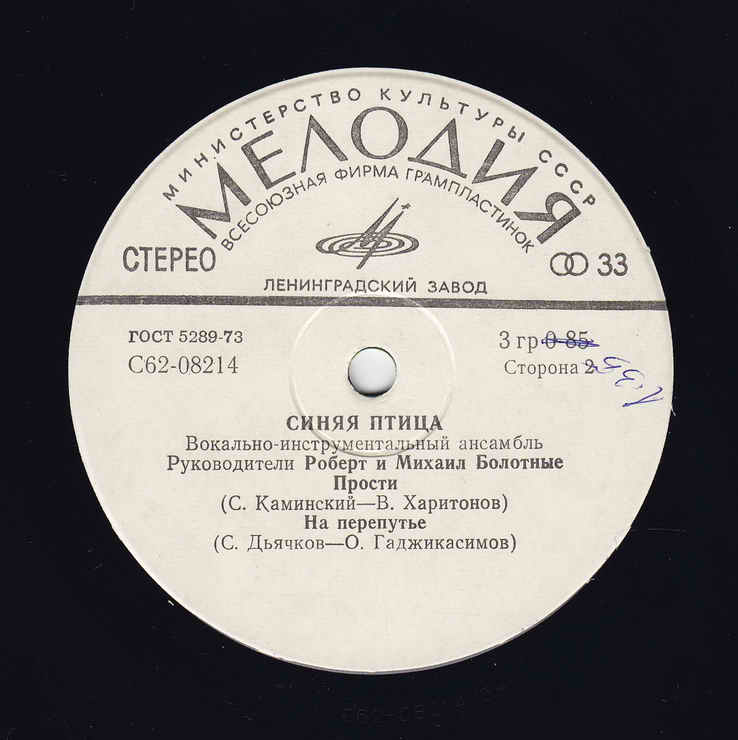 МИНИСТЕРСТВО КУЛЬТУРЫ СССР
МЕЛОДИЯ
ВСЕСОЮЗНАЯ ФИРМА ГРАМПЛАСТИНОК
СТЕРЕО
33
ЛЕНИНГРАДСКИЙ ЗАВОД
ГОСТ 5289-73
3 гр 0-85
С62-08214
Сторона 2
СИНЯЯ ПТИЦА
Вокально-инструментальный ансамбль
Руководители Роберт и Михаил Болотные
Прости
(С. Каминский—В. Харитонов)
На перепутье
(С. Дьячков—О. Гаджикасимов)